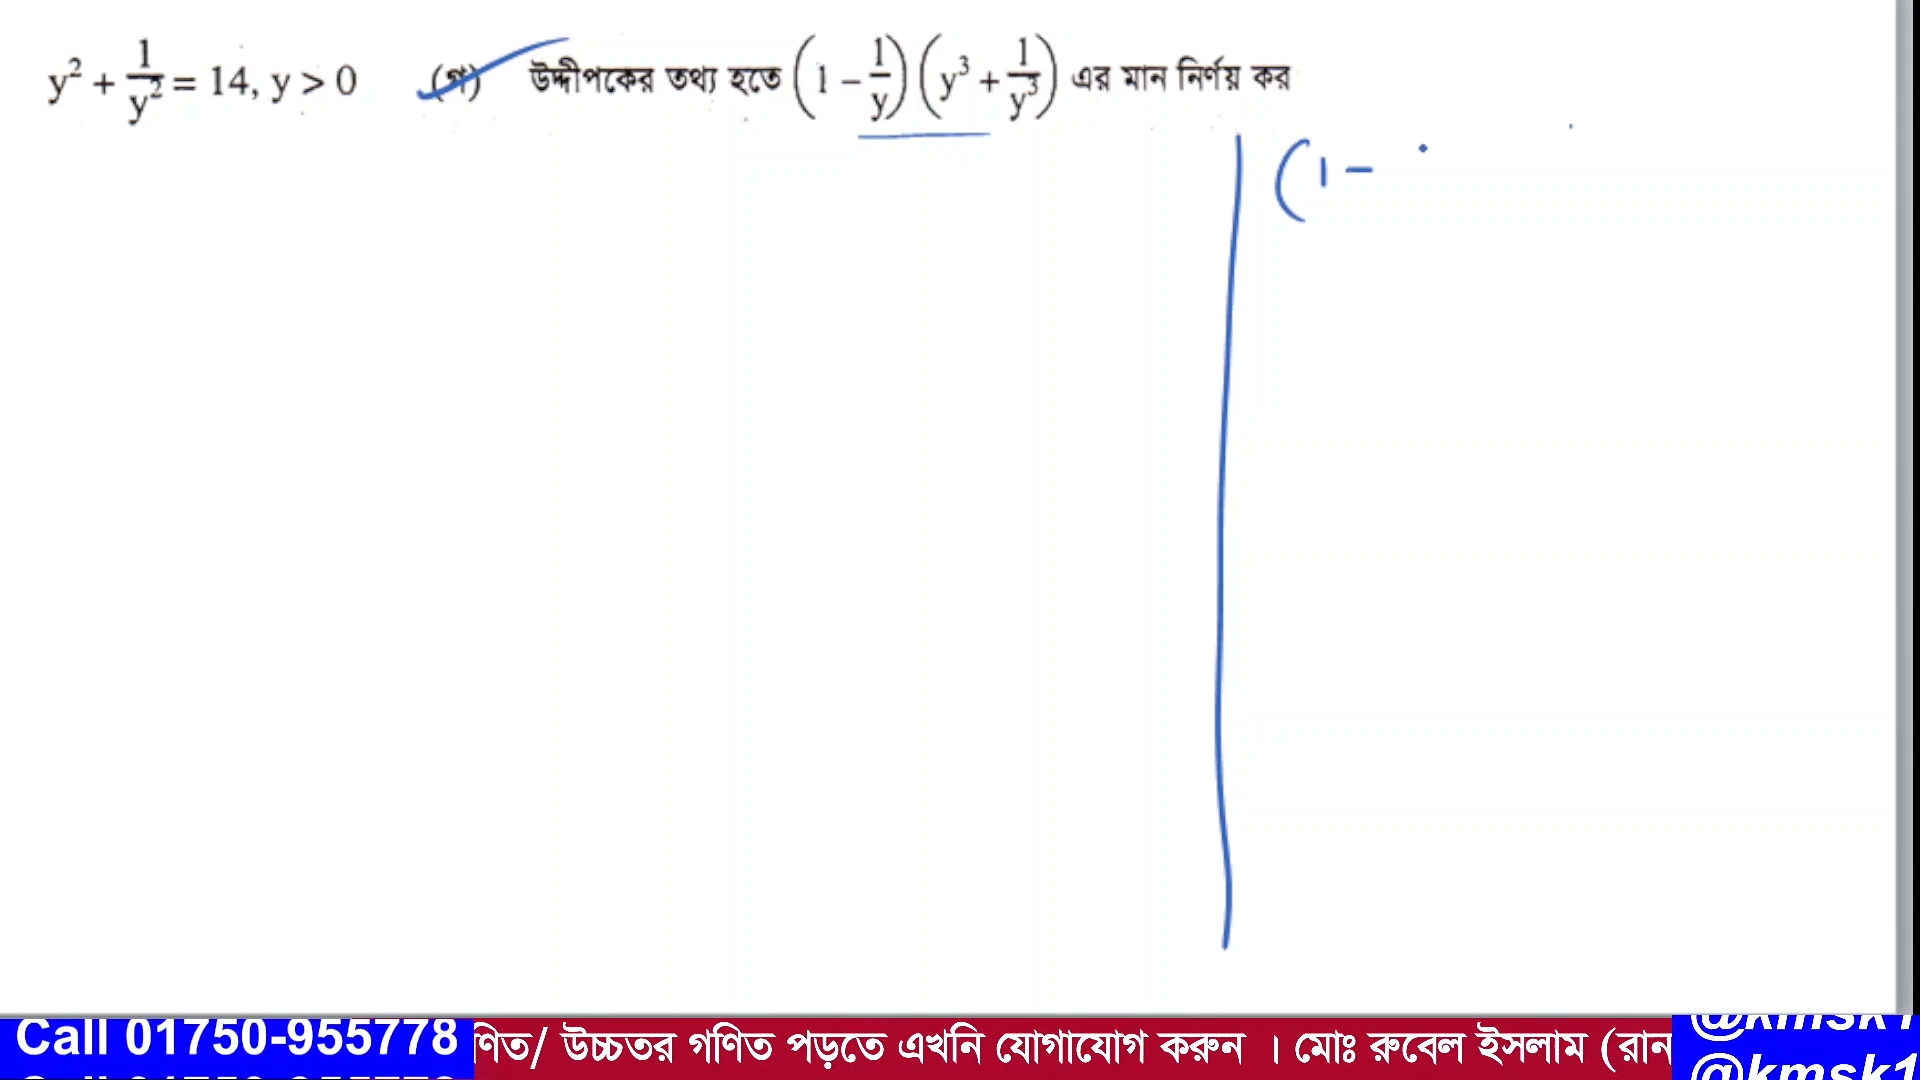 y² + 1/y² = 14, y > 0 (গ) উদ্দীপকের তথ্য হতে (1 − 1/y)(y³ + 1/y³) এর মান নির্ণয় কর
(1 −
Call 01750-955778 ণিত/ উচ্চতর গণিত পড়তে এখনি যোগাযোগ করুন । মোঃ রুবেল ইসলাম (রান @kmsk1
@kmsk1